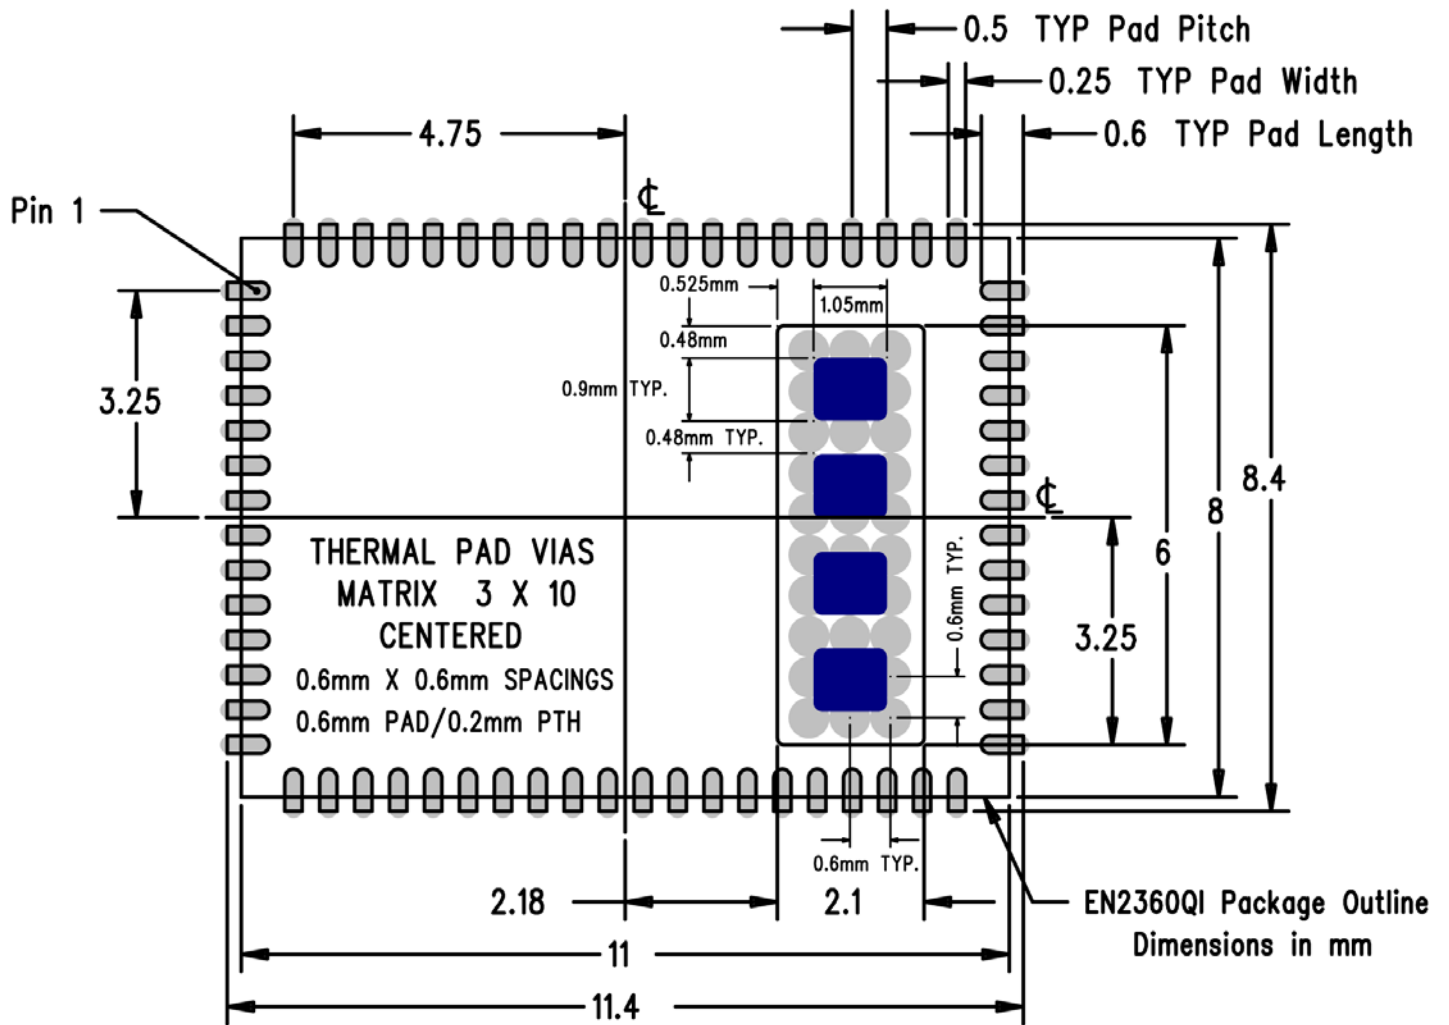 0.5 TYP Pad Pitch
0.25 TYP Pad Width
4.75
0.6 TYP Pad Length
Pin 1
℄
0.525mm
1.05mm
0.48mm
0.9mm TYP.
3.25
0.48mm TYP.
8.4
℄
8
THERMAL PAD VIAS
MATRIX 3 X 10
CENTERED
0.6mm X 0.6mm SPACINGS
0.6mm PAD/0.2mm PTH
0.6mm TYP.
6
3.25
0.6mm TYP.
2.18
2.1
EN2360QI Package Outline
Dimensions in mm
11
11.4